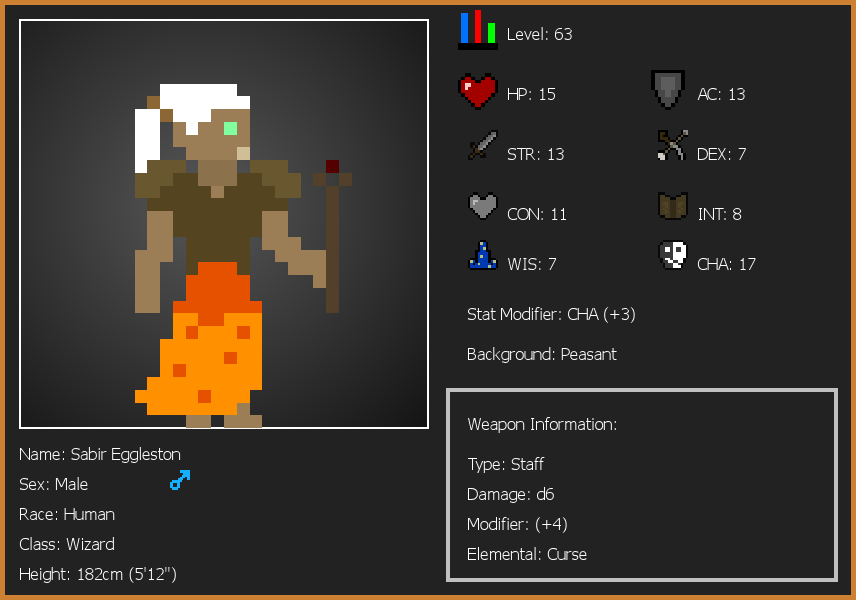 Level: 63
HP: 15
AC: 13
STR: 13
DEX: 7
CON: 11
INT: 8
WIS: 7
CHA: 17
Stat Modifier: CHA (+3)
Background: Peasant
Weapon Information:
Type: Staff
Damage: d6
Modifier: (+4)
Elemental: Curse
Name: Sabir Eggleston
Sex: Male
Race: Human
Class: Wizard
Height: 182cm (5'12")